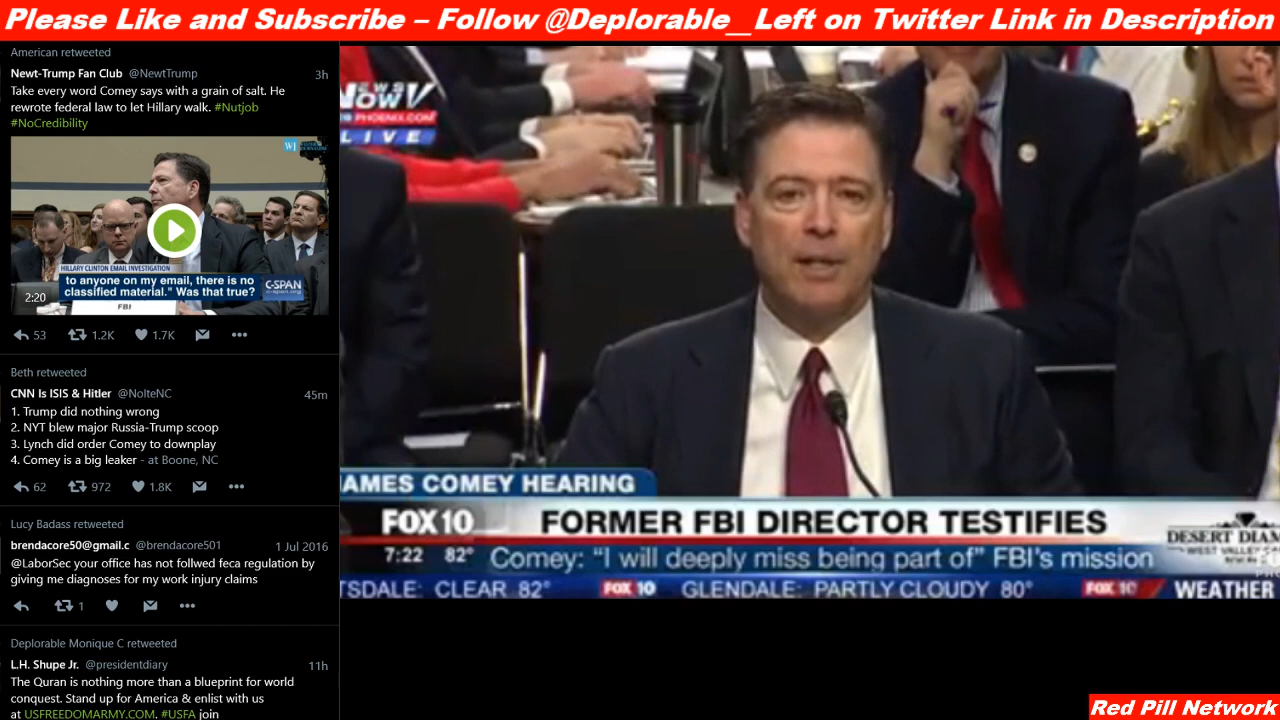 Please Like and Subscribe – Follow @Deplorable__Left on Twitter Link in Description
American retweeted
Newt-Trump Fan Club @NewtTrump 3h
Take every word Comey says with a grain of salt. He
rewrote federal law to let Hillary walk. #Nutjob
#NoCredibility
WJ
HILLARY CLINTON EMAIL INVESTIGATION
to anyone on my email, there is no
classified material." Was that true?
C-SPAN
2:20
FBI
53 1.2K 1.7K
Beth retweeted
CNN Is ISIS & Hitler @NolteNC 45m
1. Trump did nothing wrong
2. NYT blew major Russia-Trump scoop
3. Lynch did order Comey to downplay
4. Comey is a big leaker - at Boone, NC
62 972 1.8K
Lucy Badass retweeted
brendacore50@gmail.c @brendacore501 1 Jul 2016
@LaborSec your office has not follwed feca regulation by
giving me diagnoses for my work injury claims
1
Deplorable Monique C retweeted
L.H. Shupe Jr. @presidentdiary 11h
The Quran is nothing more than a blueprint for world
conquest. Stand up for America & enlist with us
at USFREEDOMARMY.COM. #USFA join
NEWS
NOW
PHOENIX.COM
LIVE
AMES COMEY HEARING
FOX 10 FORMER FBI DIRECTOR TESTIFIES
7:22 82° Comey: “I will deeply miss being part of” FBI's mission
DESERT DIAM
WEST VALLEY
TSDALE: CLEAR 82° FOX 10 GLENDALE: PARTLY CLOUDY 80° FOX 10 WEATHER
Red Pill Network